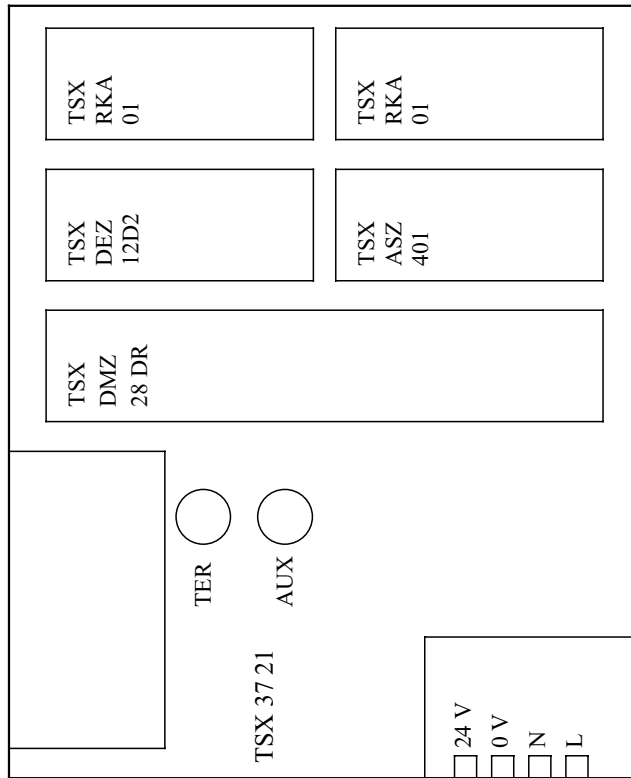 TSX
RKA
01
TSX
RKA
01
TSX
DEZ
12D2
TSX
ASZ
401
TSX
DMZ
28 DR
TER
AUX
TSX 37 21
24 V
0 V
N
L